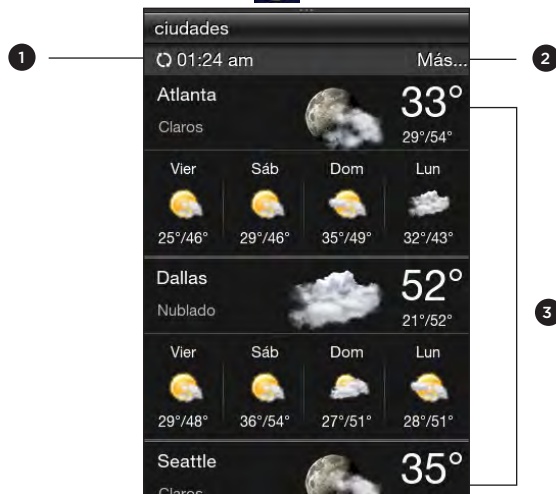 ciudades
1
01:24 am
Más...
2
Atlanta
33°
Claros
29°/54°
Vier
Sáb
Dom
Lun
25°/46°
29°/46°
35°/49°
32°/43°
3
Dallas
52°
Nublado
21°/52°
Vier
Sáb
Dom
Lun
29°/48°
36°/54°
27°/51°
28°/51°
Seattle
35°
Claros